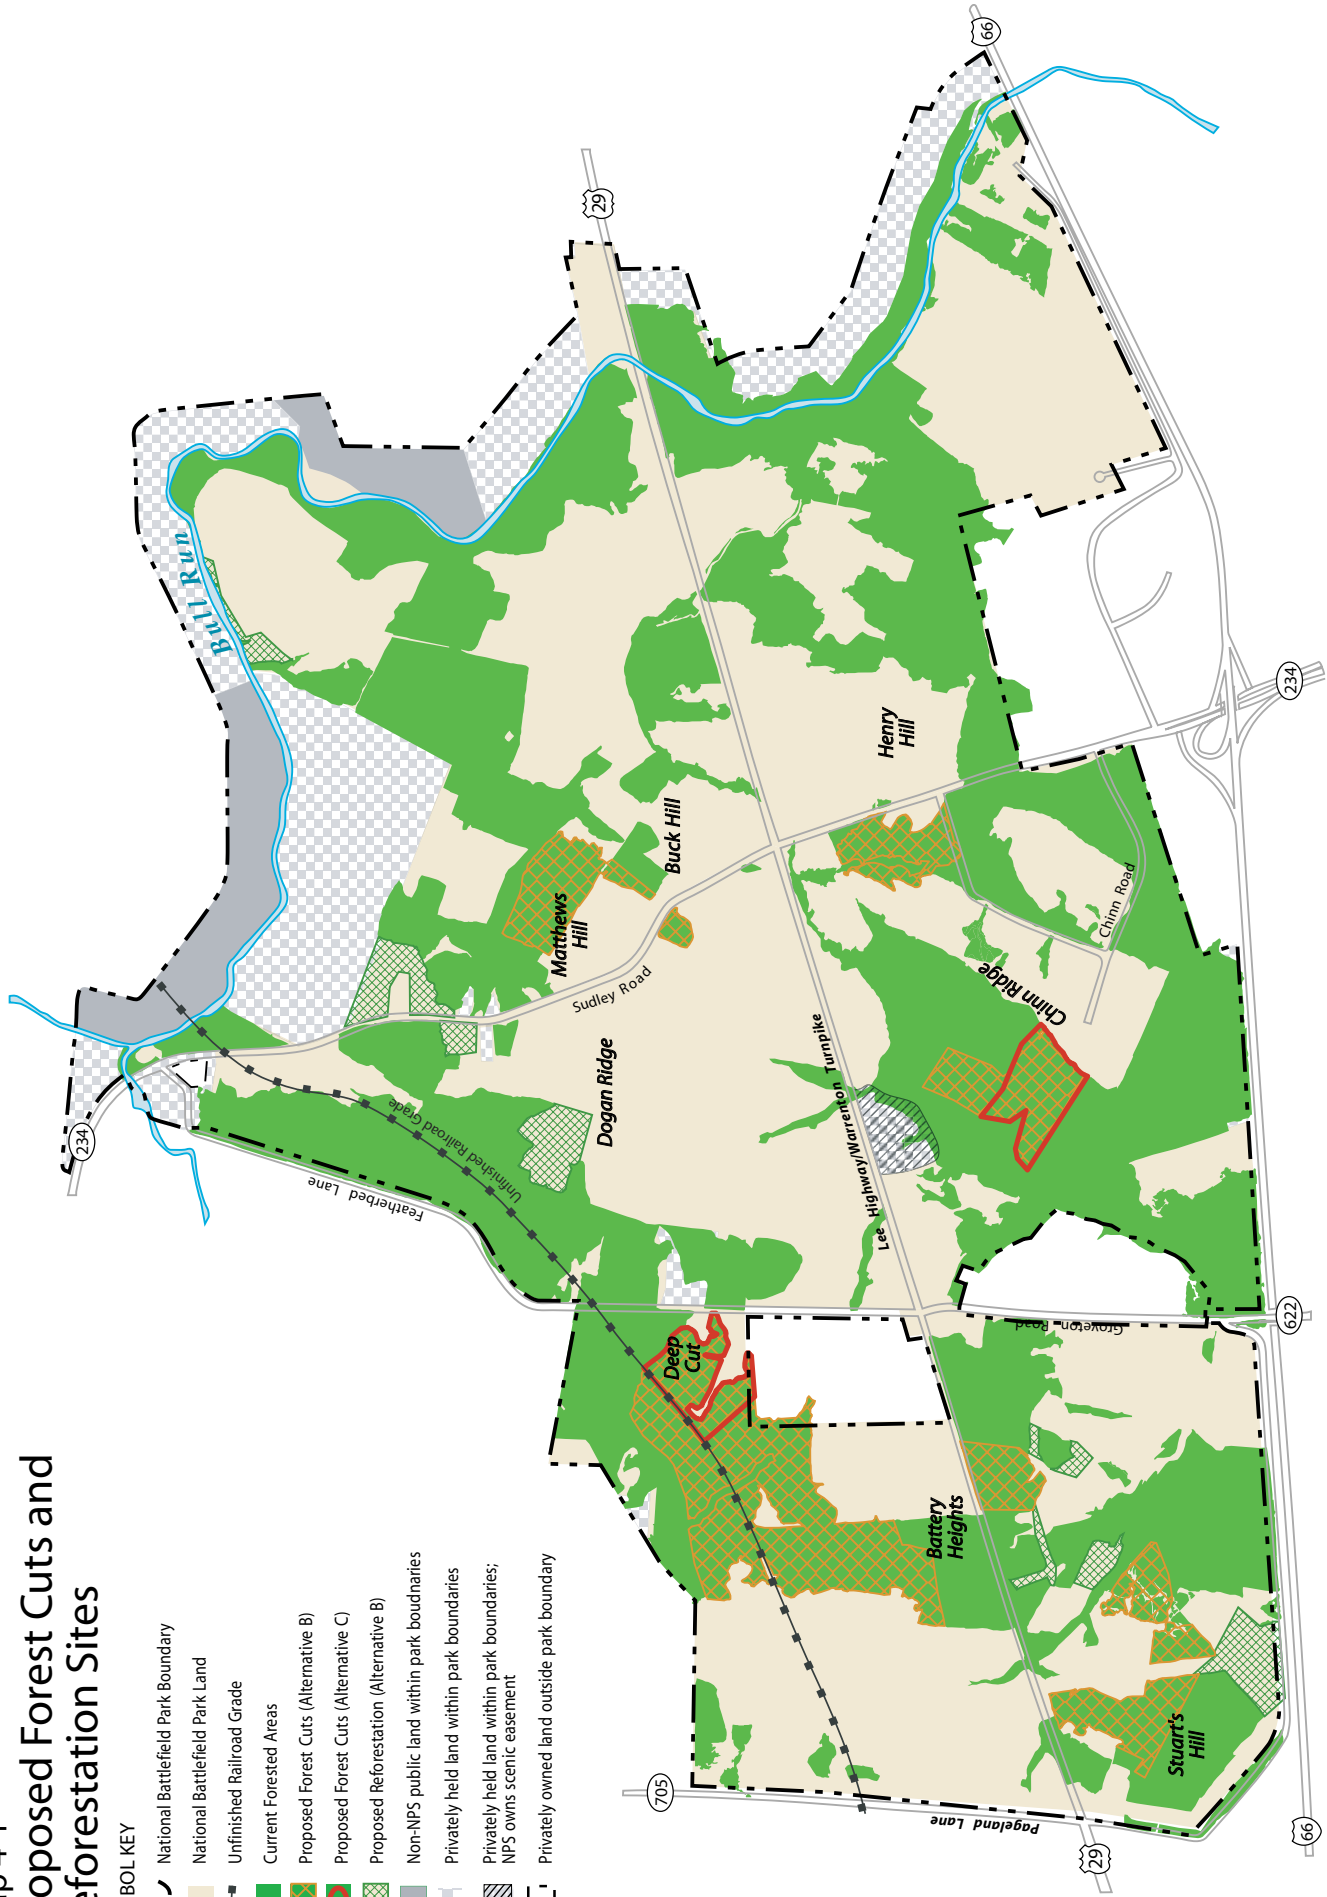 oposed Forest Cuts and
eforestation Sites
BOL KEY
National Battlefield Park Boundary
National Battlefield Park Land
Unfinished Railroad Grade
Current Forested Areas
Proposed Forest Cuts (Alternative B)
Proposed Forest Cuts (Alternative C)
Proposed Reforestation (Alternative B)
Non-NPS public land within park boudnaries
Privately held land within park boundaries
Privately held land within park boundaries;
NPS owns scenic easement
Privately owned land outside park boundary
234
Featherbed Lane
Unfinished Railroad Grade
Bull Run
Sudley Road
Matthews
Hill
Buck Hill
Dogan Ridge
29
66
Henry
Hill
Chinn Road
Chinn Ridge
Lee Highway/Warrenton Turnpike
234
Deep
Cut
Groveton Road
622
Battery
Heights
Stuart's
Hill
705
Pageland Lane
29
66